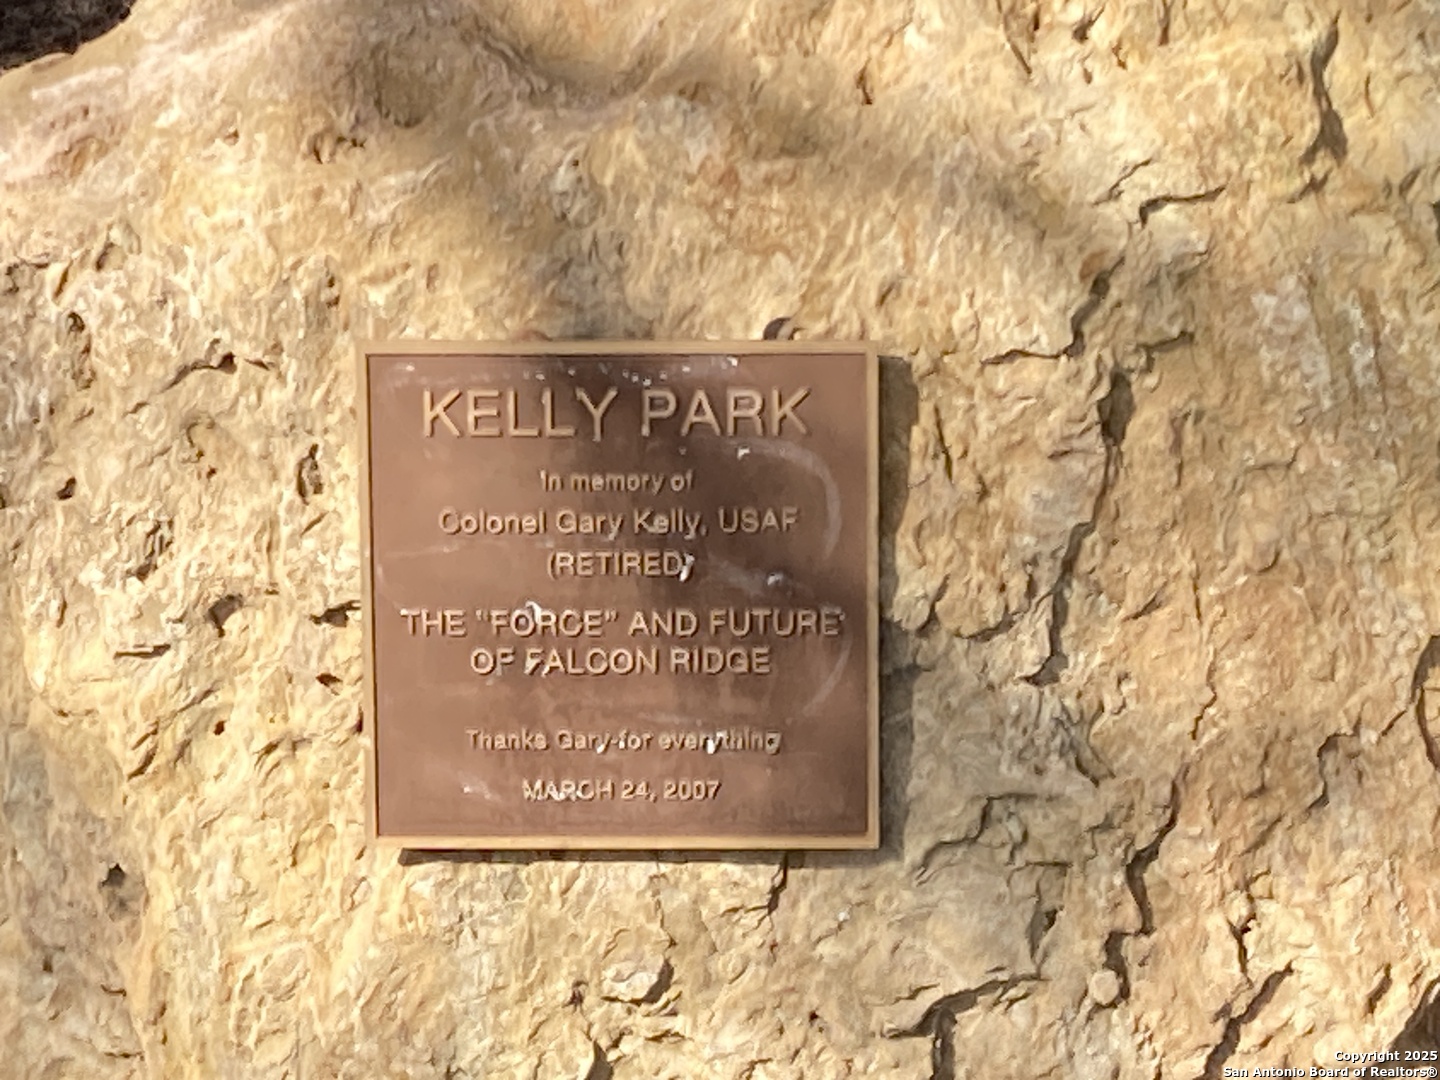 KELLY PARK
In memory of
Colonel Gary Kelly, USAF
(RETIRED)
THE "FORCE" AND FUTURE
OF FALCON RIDGE
Thanks Gary-for everything
MARCH 24, 2007
Copyright 2025
San Antonio Board of Realtors®